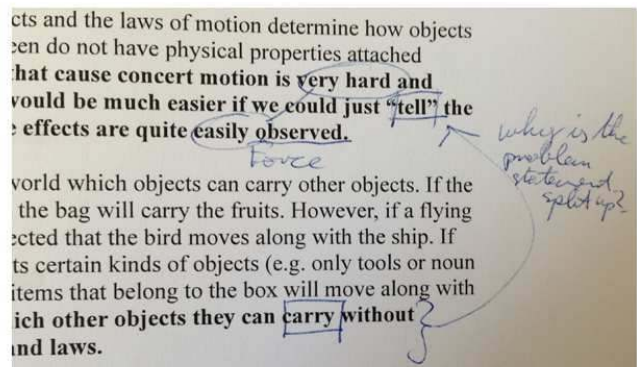 cts and the laws of motion determine how objects
een do not have physical properties attached
hat cause concert motion is very hard and
would be much easier if we could just “tell” the
e effects are quite easily observed.
Force
why is the
problem
statement
split up?
world which objects can carry other objects. If the
the bag will carry the fruits. However, if a flying
ected that the bird moves along with the ship. If
ts certain kinds of objects (e.g. only tools or noun
items that belong to the box will move along with
ich other objects they can carry without
and laws.